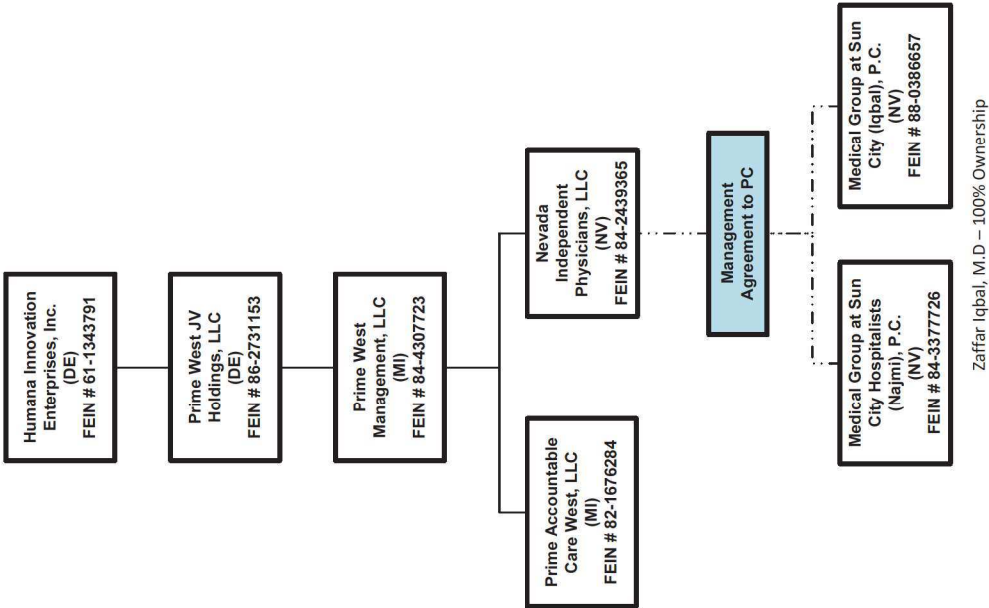 Humana Innovation
Enterprises, Inc.
(DE)
FEIN # 61-1343791
Prime West JV
Holdings, LLC
(DE)
FEIN # 86-2731153
Prime West
Management, LLC
(MI)
FEIN # 84-4307723
Prime Accountable
Care West, LLC
(MI)
FEIN # 82-1676284
Nevada
Independent
Physicians, LLC
(NV)
FEIN # 84-2439365
Management
Agreement to PC
Medical Group at Sun
City Hospitalists
(Najmi), P.C.
(NV)
FEIN # 84-3377726
Medical Group at Sun
City (Iqbal), P.C.
(NV)
FEIN # 88-0386657
Zaffar Iqbal, M.D – 100% Ownership